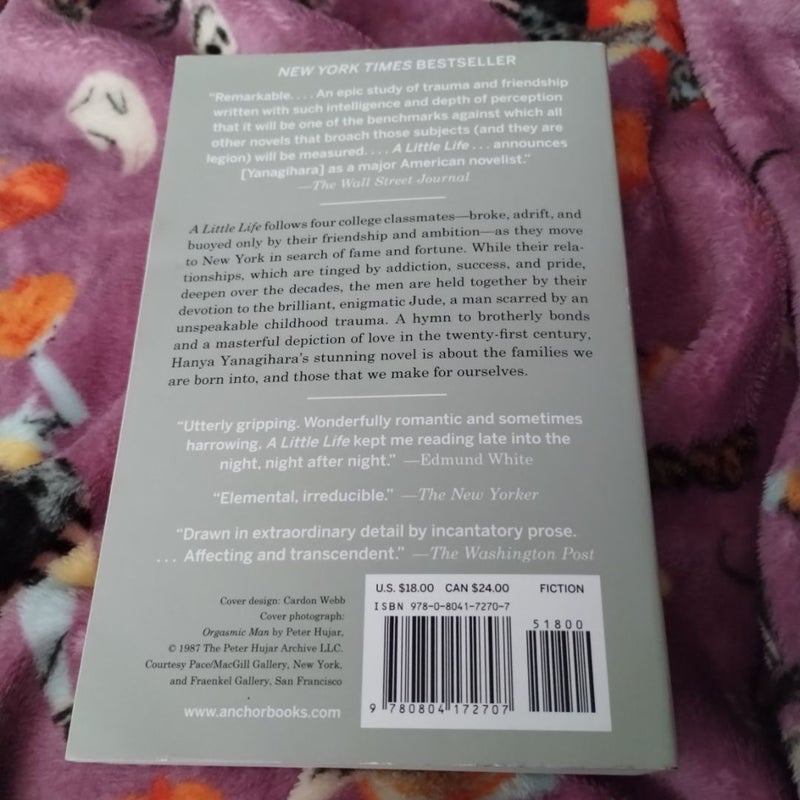 NEW YORK TIMES BESTSELLER
"Remarkable. . . . An epic study of trauma and friendship
written with such intelligence and depth of perception
that it will be one of the benchmarks against which all
other novels that broach those subjects (and they are
legion) will be measured. . . . A Little Life . . . announces
[Yanagihara] as a major American novelist."
—The Wall Street Journal
A Little Life follows four college classmates—broke, adrift, and
buoyed only by their friendship and ambition—as they move
to New York in search of fame and fortune. While their rela-
tionships, which are tinged by addiction, success, and pride,
deepen over the decades, the men are held together by their
devotion to the brilliant, enigmatic Jude, a man scarred by an
unspeakable childhood trauma. A hymn to brotherly bonds
and a masterful depiction of love in the twenty-first century,
Hanya Yanagihara's stunning novel is about the families we
are born into, and those that we make for ourselves.
"Utterly gripping. Wonderfully romantic and sometimes
harrowing, A Little Life kept me reading late into the
night, night after night." —Edmund White
"Elemental, irreducible." —The New Yorker
"Drawn in extraordinary detail by incantatory prose.
. . . Affecting and transcendent." —The Washington Post
Cover design: Cardon Webb
Cover photograph:
Orgasmic Man by Peter Hujar,
© 1987 The Peter Hujar Archive LLC.
Courtesy Pace/MacGill Gallery, New York,
and Fraenkel Gallery, San Francisco
www.anchorbooks.com
U.S. $18.00 CAN $24.00 FICTION
ISBN 978-0-8041-7270-7
51800
9 780804 172707